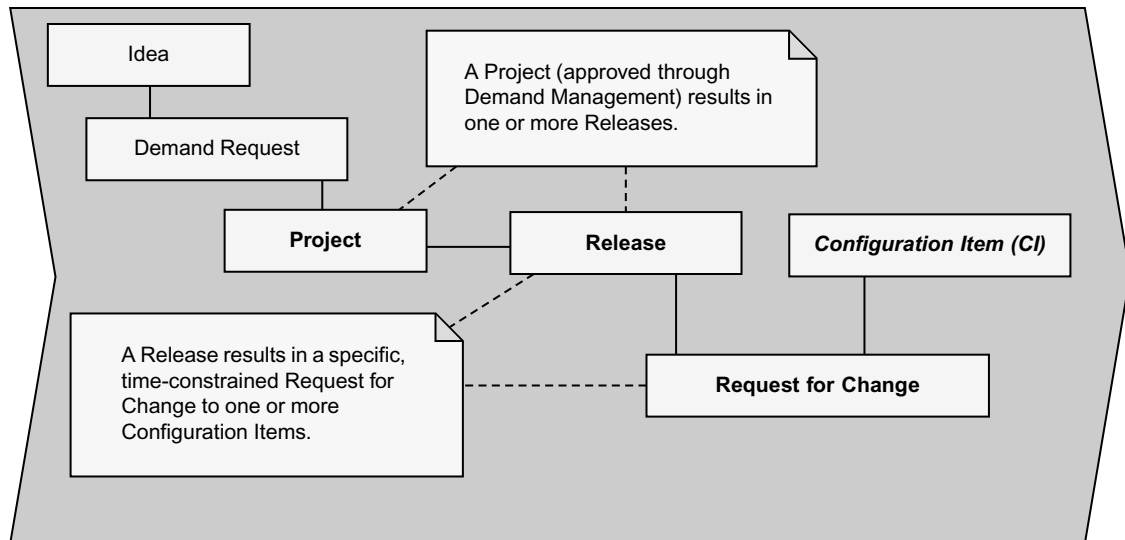 Idea
A Project (approved through
Demand Management) results in
one or more Releases.
Demand Request
Project
Release
Configuration Item (CI)
A Release results in a specific,
time-constrained Request for
Change to one or more
Configuration Items.
Request for Change